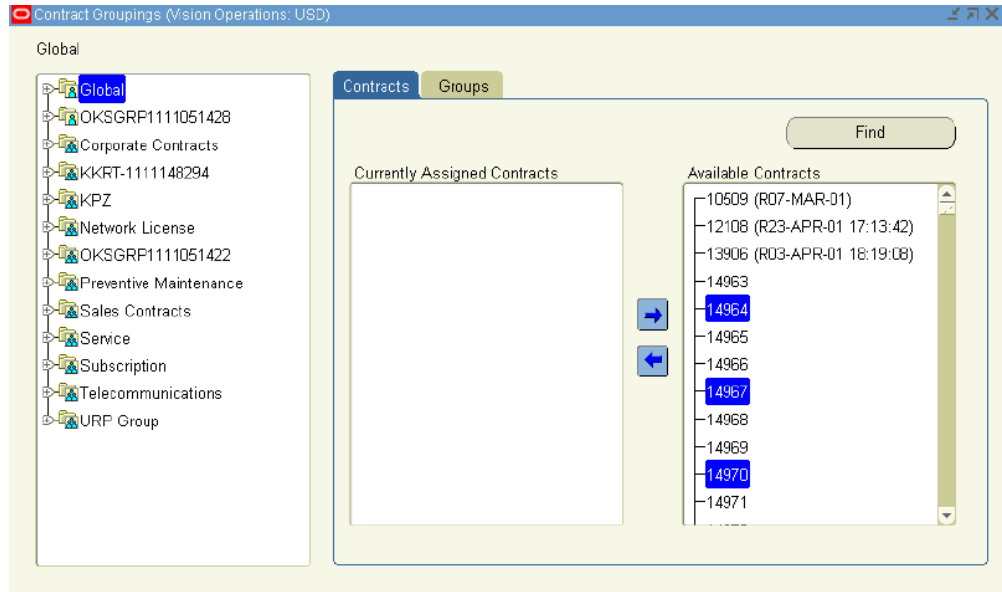 Contract Groupings (Vision Operations: USD)
Global
Global
OKSGRP1111051428
Corporate Contracts
KKRT-1111148294
KPZ
Network License
OKSGRP1111051422
Preventive Maintenance
Sales Contracts
Service
Subscription
Telecommunications
URP Group
Contracts
Groups
Find
Currently Assigned Contracts
Available Contracts
10509 (R07-MAR-01)
12108 (R23-APR-01 17:13:42)
13906 (R03-APR-01 18:19:08)
14963
14964
14965
14966
14967
14968
14969
14970
14971